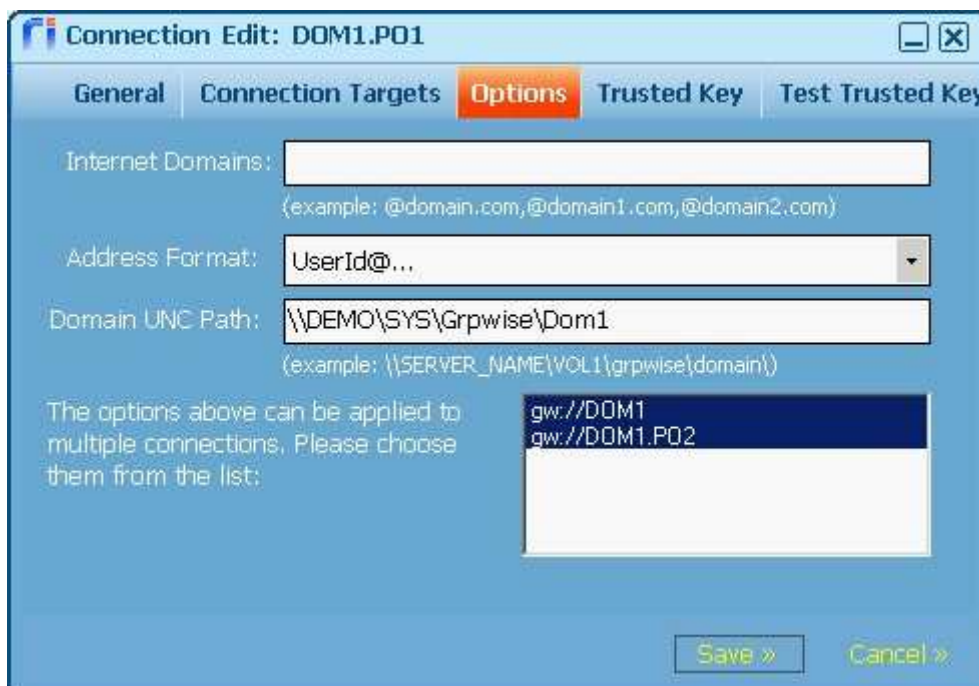 Connection Edit: DOM1.PO1
General Connection Targets Options Trusted Key Test Trusted Key
Internet Domains:
(example: @domain.com,@domain1.com,@domain2.com)
Address Format: UserId@...
Domain UNC Path: \\DEMO\SYS\Grpwise\Dom1
(example: \\SERVER_NAME\VOL1\grpwise\domain\)
The options above can be applied to
multiple connections. Please choose
them from the list:
gw://DOM1
gw://DOM1.PO2
Save » Cancel »